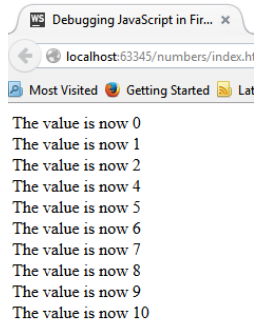 WS Debugging JavaScript in Fir... ×
localhost:63345/numbers/index.ht
Most Visited Getting Started Lat
The value is now 0
The value is now 1
The value is now 2
The value is now 4
The value is now 5
The value is now 6
The value is now 7
The value is now 8
The value is now 9
The value is now 10